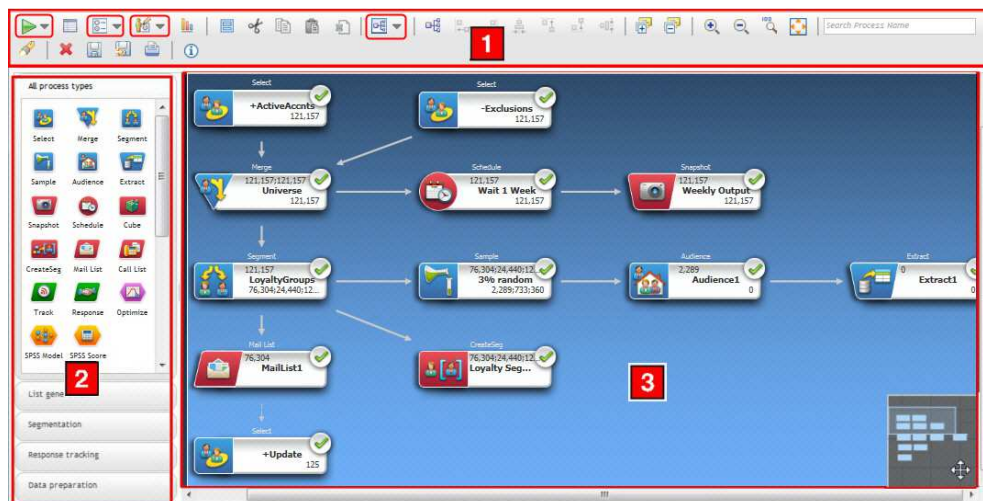 Search Process Name
1
All process types
Select Merge Segment
Sample Audience Extract
Snapshot Schedule Cube
CreateSeg Mail List Call List
Track Response Optimize
SPSS Model SPSS Score
2
List gene
Segmentation
Response tracking
Data preparation
Select
+ActiveAccnts
121,157
Select
-Exclusions
121,157
Merge
121,157;121,157
Universe
121,157
Schedule
121,157
Wait 1 Week
121,157
Snapshot
121,157
Weekly Output
121,157
Segment
121,157
LoyaltyGroups
76,304;24,440;12...
Sample
76,304;24,440;12...
3% random
2,289;733;360
Audience
2,289
Audience1
0
Extract
0
Extract1
0
Mail List
76,304
MailList1
CreateSeg
76,304;24,440;12...
Loyalty Seg...
3
Select
+Update
125